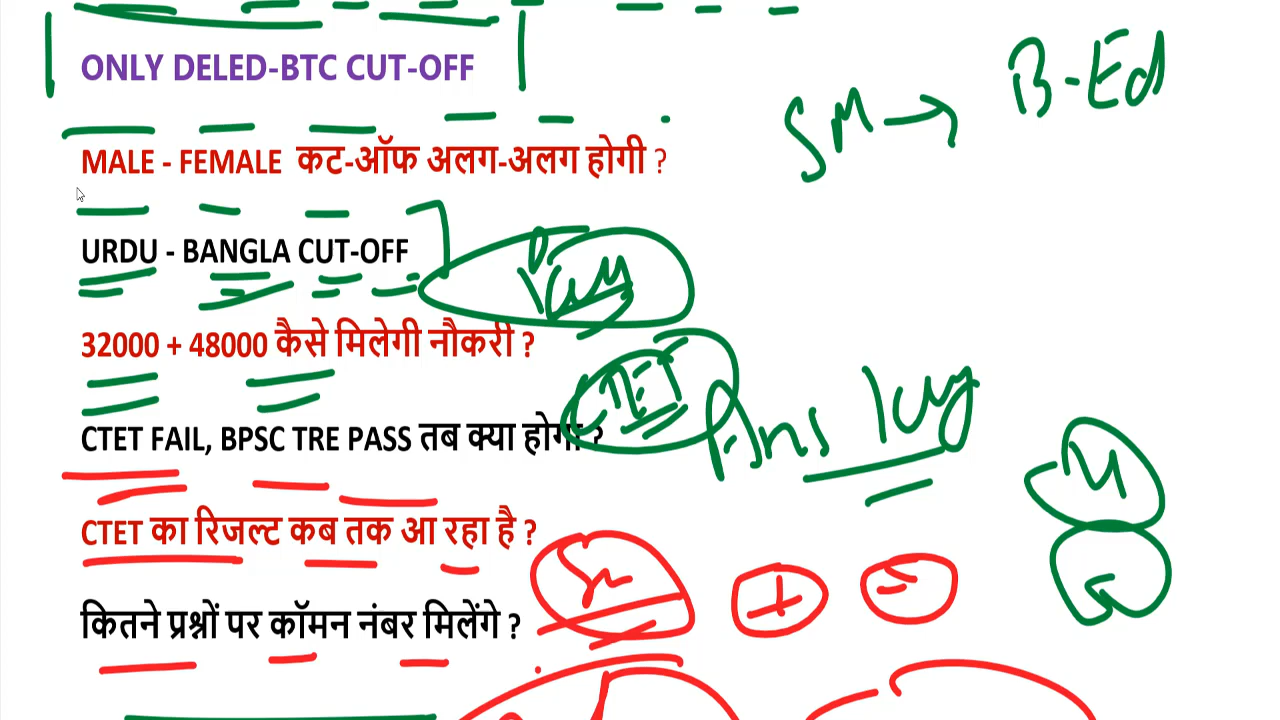 ONLY DELED-BTC CUT-OFF
B-Ed
SM
MALE - FEMALE कट-ऑफ अलग-अलग होगी ?
URDU - BANGLA CUT-OFF
32000 + 48000 कैसे मिलेगी नौकरी ?
CTET
Ans key
CTET FAIL, BPSC TRE PASS तब क्या होगा ?
CTET का रिजल्ट कब तक आ रहा है ?
कितने प्रश्नों पर कॉमन नंबर मिलेंगे ?